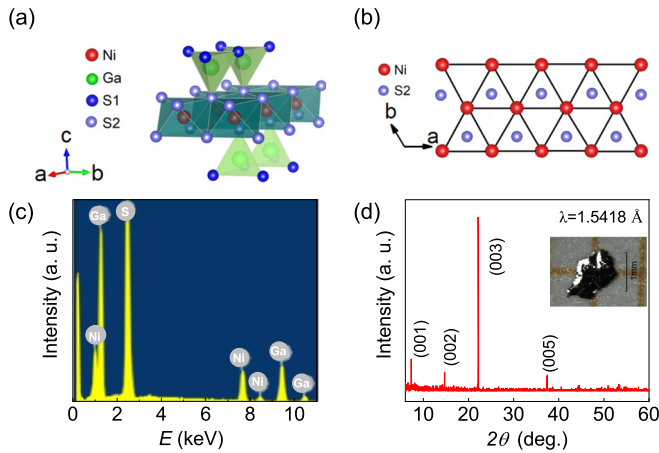 (a)
Ni
Ga
S1
S2
c
a
b
(b)
Ni
S2
b
a
(c)
Intensity (a. u.)
Ga
S
Ni
Ni
Ni
Ga
Ga
0 2 4 6 8 10
E (keV)
(d)
Intensity (a. u.)
λ=1.5418 Å
(003)
1mm
(001)
(002)
(005)
10 20 30 40 50 60
2θ (deg.)